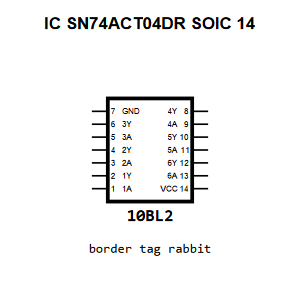 IC SN74ACT04DR SOIC 14
7 GND 4Y 8
6 3Y 4A 9
5 3A 5Y 10
4 2Y 5A 11
3 2A 6Y 12
2 1Y 6A 13
1 1A VCC 14
10BL2
border tag rabbit